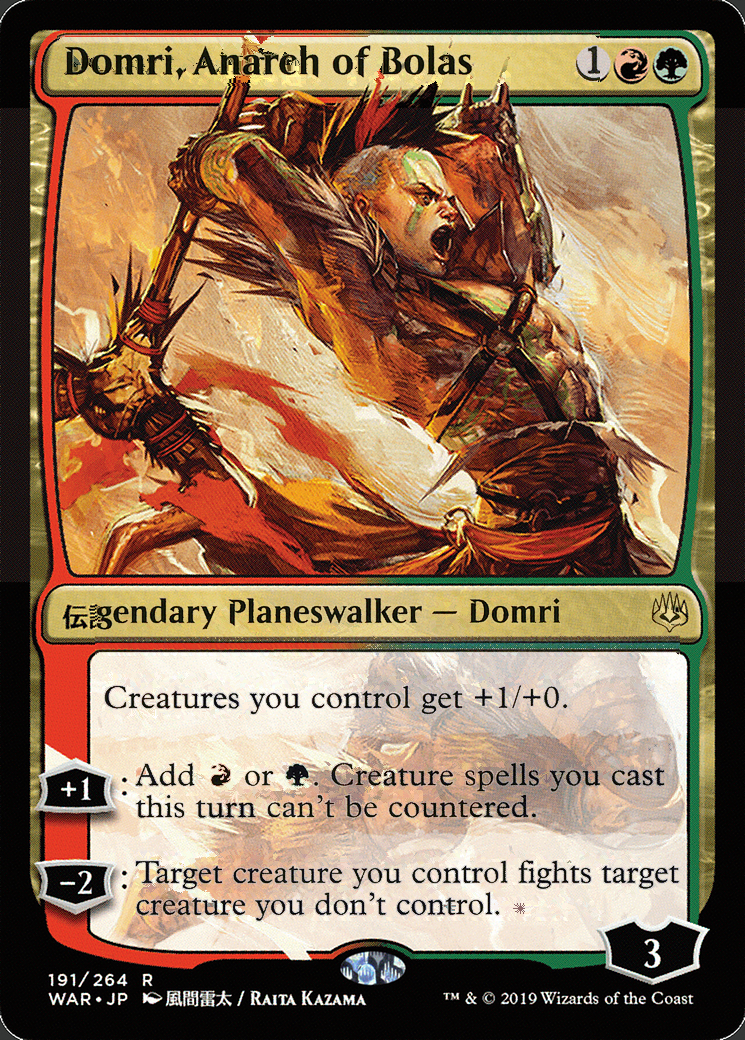 Domri, Anarch of Bolas 1
伝gendary Planeswalker — Domri
Creatures you control get +1/+0.
+1 : Add or . Creature spells you cast
this turn can't be countered.
-2 : Target creature you control fights target
creature you don't control.
3
191/264 R
WAR • JP 風間雷太 / RAITA KAZAMA
™ & © 2019 Wizards of the Coast